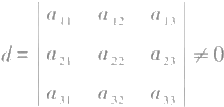 d = | a₁₁ a₁₂ a₁₃ |
| a₂₁ a₂₂ a₂₃ | ≠ 0
| a₃₁ a₃₂ a₃₃ |